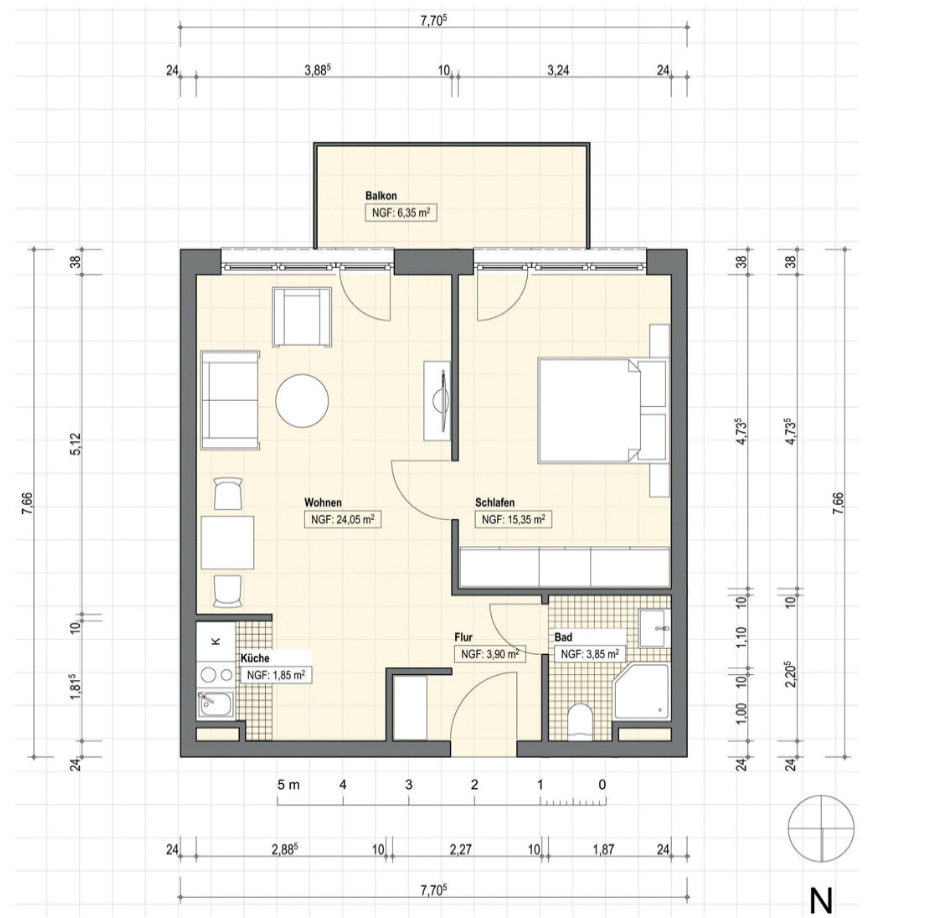 7,70⁵
24 3,88⁵ 10 3,24 24
Balkon
NGF: 6,35 m²
38 38 38
7,66 5,12 4,73⁵ 4,73⁵ 7,66
Wohnen
NGF: 24,05 m²
Schlafen
NGF: 15,35 m²
10 10 10
K
Küche
NGF: 1,85 m²
Flur
NGF: 3,90 m²
Bad
NGF: 3,85 m²
1,10
1,81⁵ 10 2,20⁵
1,00
24 24 24
5 m 4 3 2 1 0
24 2,88⁵ 10 2,27 10 1,87 24
7,70⁵
N